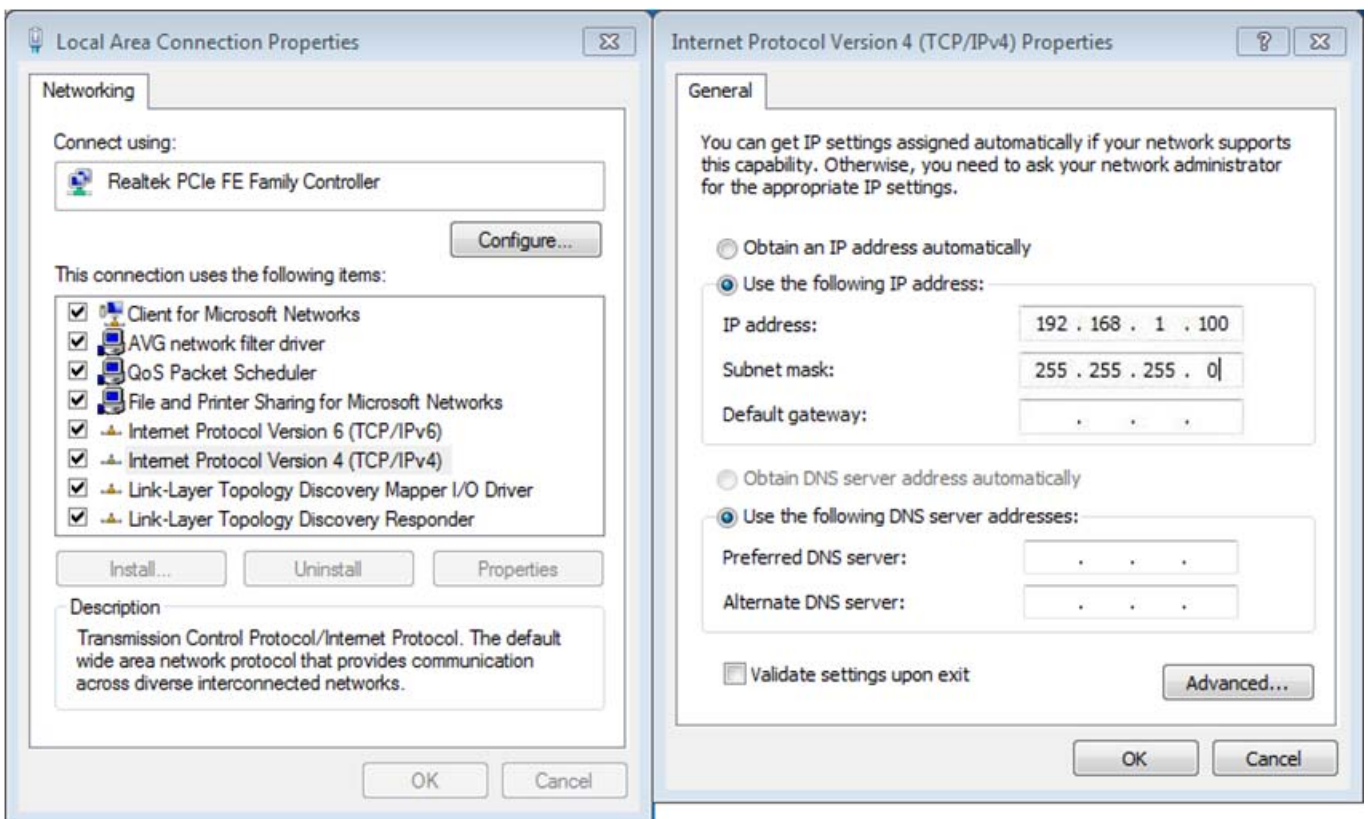 Local Area Connection Properties
Networking
Connect using:
Realtek PCIe FE Family Controller
Configure...
This connection uses the following items:
Client for Microsoft Networks
AVG network filter driver
QoS Packet Scheduler
File and Printer Sharing for Microsoft Networks
Internet Protocol Version 6 (TCP/IPv6)
Internet Protocol Version 4 (TCP/IPv4)
Link-Layer Topology Discovery Mapper I/O Driver
Link-Layer Topology Discovery Responder
Install... Uninstall Properties
Description
Transmission Control Protocol/Internet Protocol. The default
wide area network protocol that provides communication
across diverse interconnected networks.
OK Cancel
Internet Protocol Version 4 (TCP/IPv4) Properties
General
You can get IP settings assigned automatically if your network supports
this capability. Otherwise, you need to ask your network administrator
for the appropriate IP settings.
Obtain an IP address automatically
Use the following IP address:
IP address: 192 . 168 . 1 . 100
Subnet mask: 255 . 255 . 255 . 0
Default gateway: . . .
Obtain DNS server address automatically
Use the following DNS server addresses:
Preferred DNS server: . . .
Alternate DNS server: . . .
Validate settings upon exit
Advanced...
OK Cancel